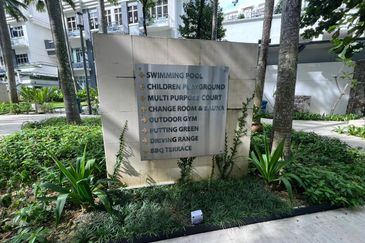 SWIMMING POOL
CHILDREN PLAYGROUND
MULTI PURPOSE COURT
CHANGE ROOM & SAUNA
OUTDOOR GYM
PUTTING GREEN
DRIVING RANGE
BBQ TERRACE